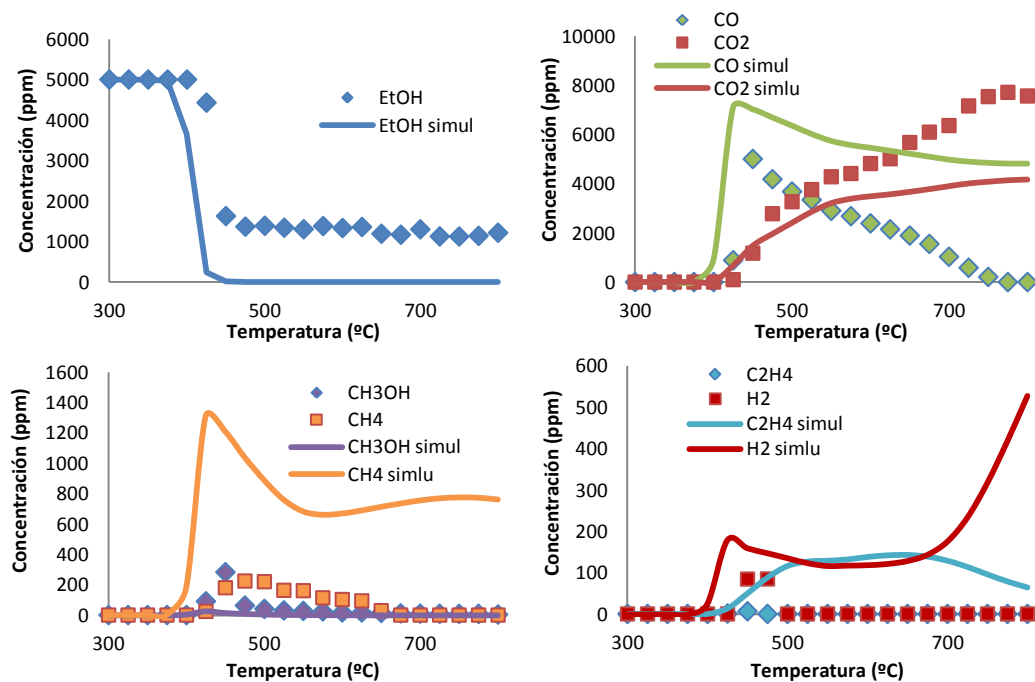 6000
5000
4000
3000
2000
1000
0
300
500
700
Concentración (ppm)
Temperatura (ºC)
EtOH
EtOH simul
10000
8000
6000
4000
2000
0
300
500
700
Concentración (ppm)
Temperatura (ºC)
CO
CO2
CO simul
CO2 simlu
1600
1400
1200
1000
800
600
400
200
0
300
500
700
Concentración (ppm)
Temperatura (ºC)
CH3OH
CH4
CH3OH simul
CH4 simlu
600
500
400
300
200
100
0
300
500
700
Concentración (ppm)
Temperatura (ºC)
C2H4
H2
C2H4 simul
H2 simlu